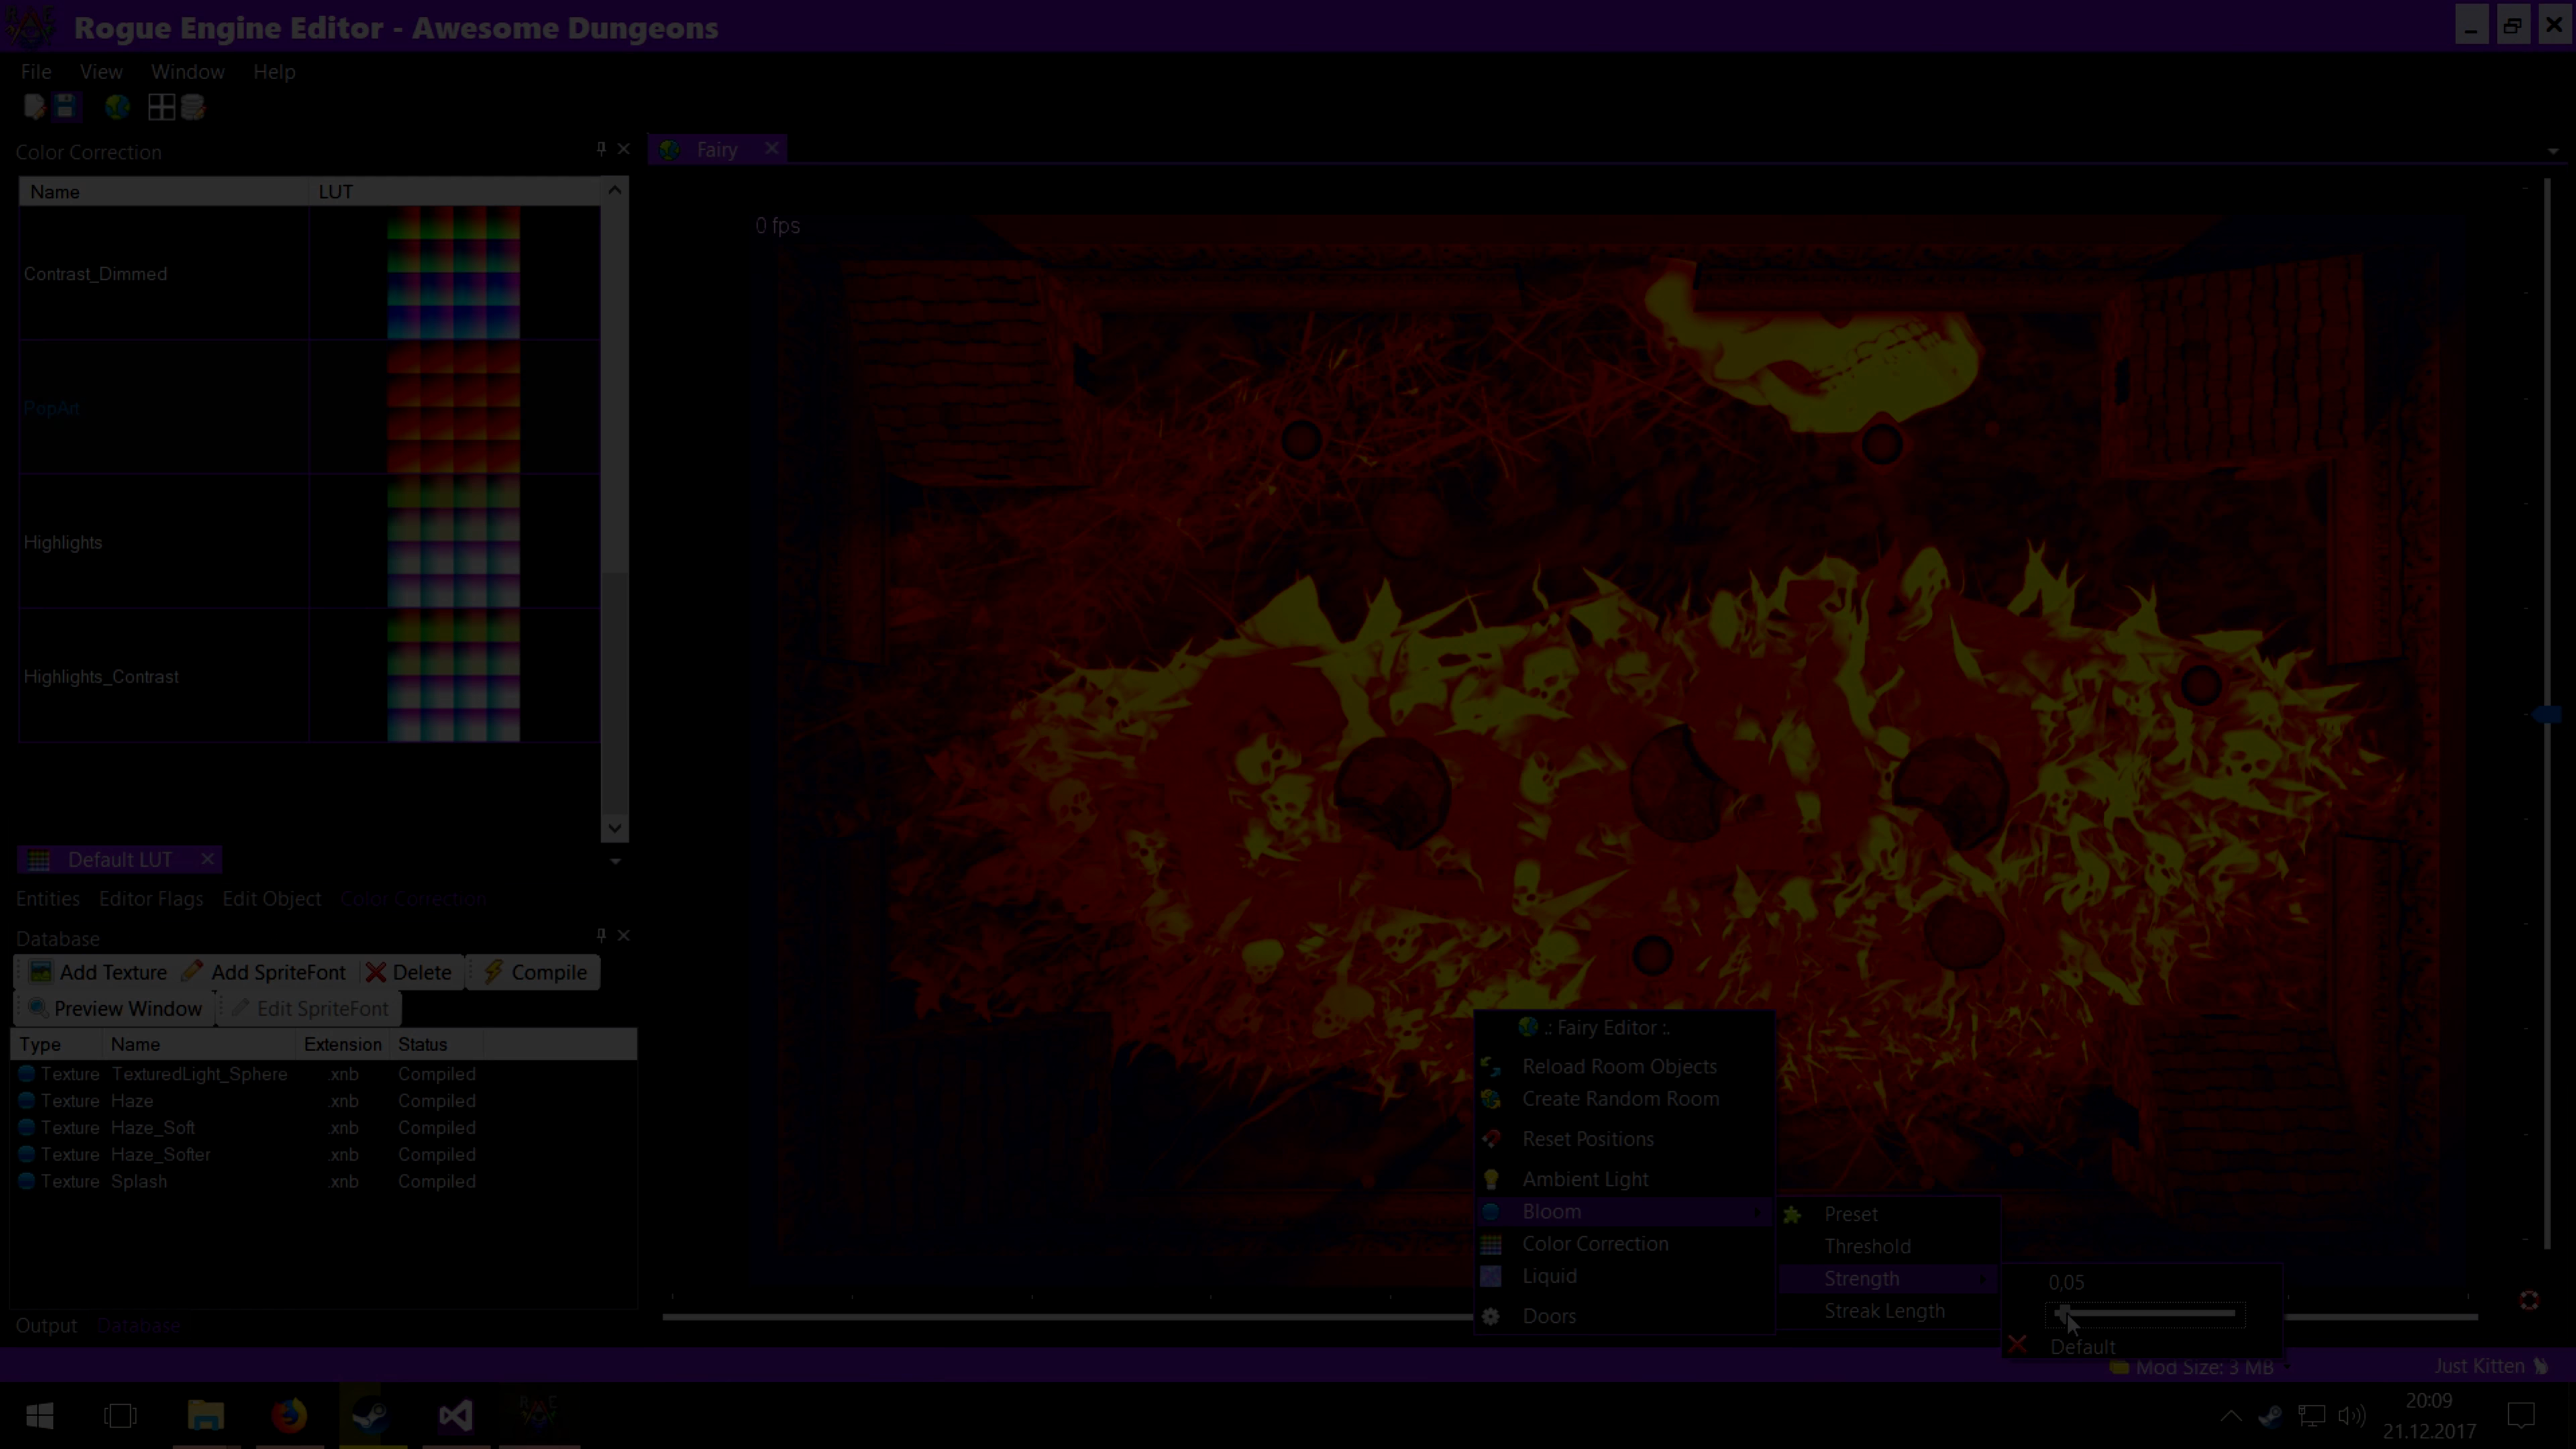 Rogue Engine Editor - Awesome Dungeons
File View Window Help
Color Correction
Fairy
Name LUT
0 fps
Contrast_Dimmed
PopArt
Highlights
Highlights_Contrast
Default LUT
Entities Editor Flags Edit Object Color Correction
Database
Add Texture Add SpriteFont Delete Compile
Preview Window Edit SpriteFont
Type Name Extension Status
Texture TexturedLight_Sphere .xnb Compiled
Texture Haze .xnb Compiled
Texture Haze_Soft .xnb Compiled
Texture Haze_Softer .xnb Compiled
Texture Splash .xnb Compiled
Output Database
.: Fairy Editor :.
Reload Room Objects
Create Random Room
Reset Positions
Ambient Light
Bloom
Color Correction
Liquid
Doors
Preset
Threshold
Strength
Streak Length
0,05
Default
Mod Size: 3 MB
Just Kitten
20:09
21.12.2017